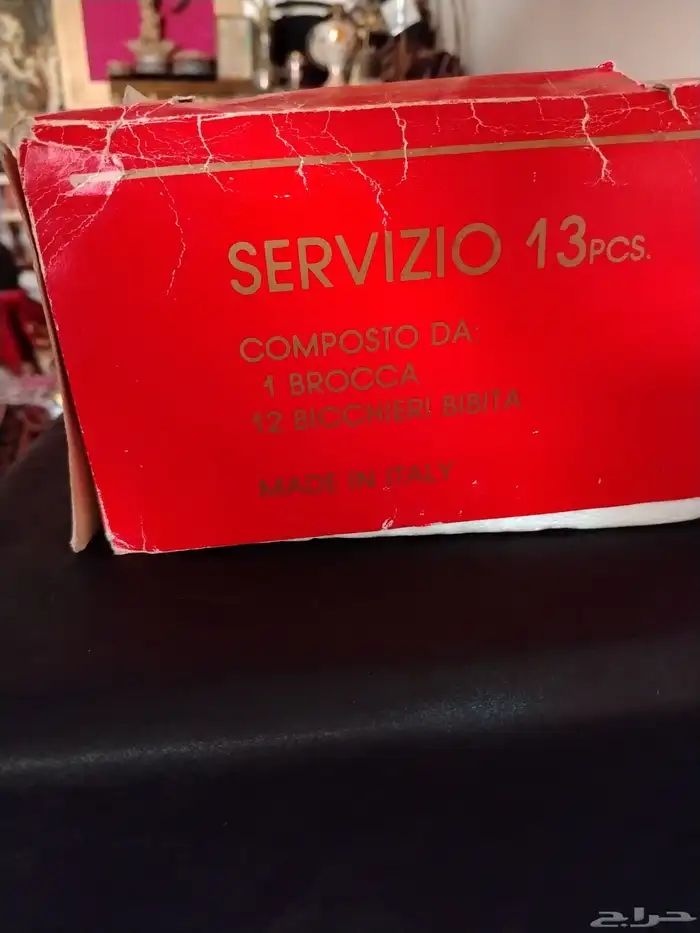 SERVIZIO 13PCS.
COMPOSTO DA:
1 BROCCA
12 BICCHIERI BIBITA
MADE IN ITALY
حراج